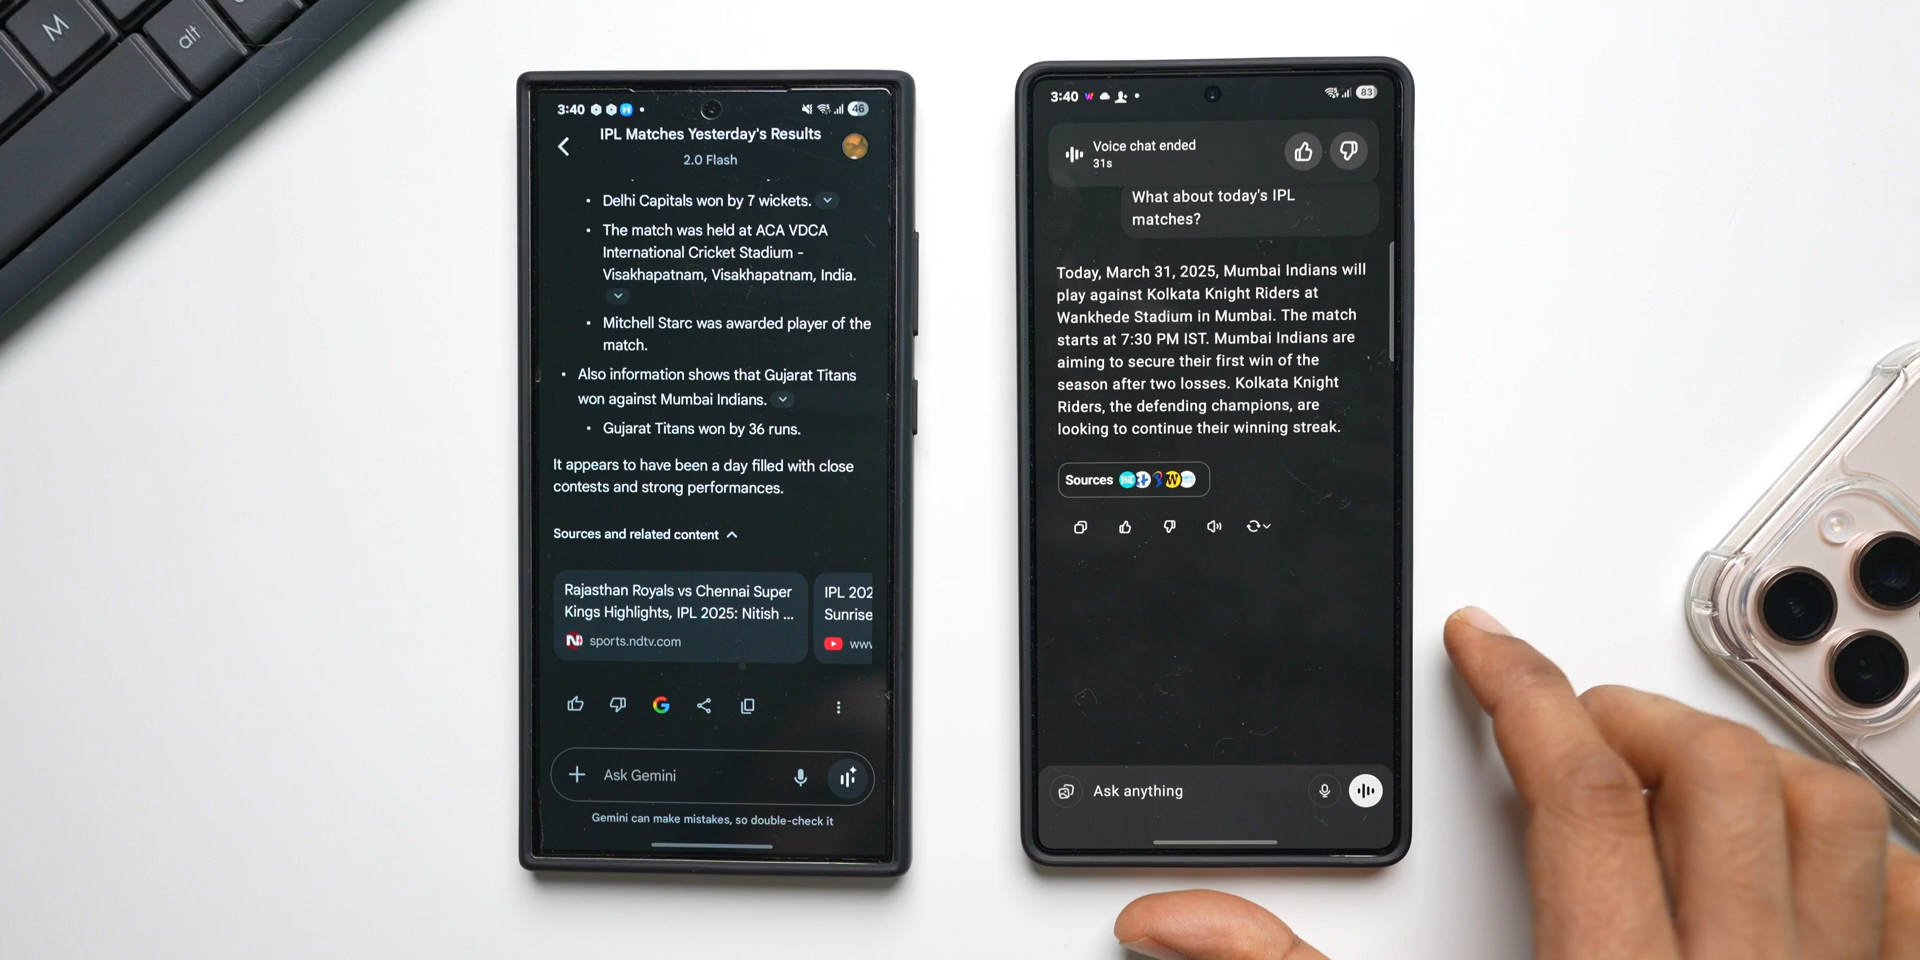 M
alt
3:40
46
IPL Matches Yesterday's Results
2.0 Flash
• Delhi Capitals won by 7 wickets.
• The match was held at ACA VDCA
International Cricket Stadium -
Visakhapatnam, Visakhapatnam, India.
• Mitchell Starc was awarded player of the
match.
• Also information shows that Gujarat Titans
won against Mumbai Indians.
• Gujarat Titans won by 36 runs.
It appears to have been a day filled with close
contests and strong performances.
Sources and related content
Rajasthan Royals vs Chennai Super
Kings Highlights, IPL 2025: Nitish ...
sports.ndtv.com
IPL 202
Sunrise
www
Ask Gemini
Gemini can make mistakes, so double-check it
3:40
83
Voice chat ended
31s
What about today's IPL
matches?
Today, March 31, 2025, Mumbai Indians will
play against Kolkata Knight Riders at
Wankhede Stadium in Mumbai. The match
starts at 7:30 PM IST. Mumbai Indians are
aiming to secure their first win of the
season after two losses. Kolkata Knight
Riders, the defending champions, are
looking to continue their winning streak.
Sources
Ask anything